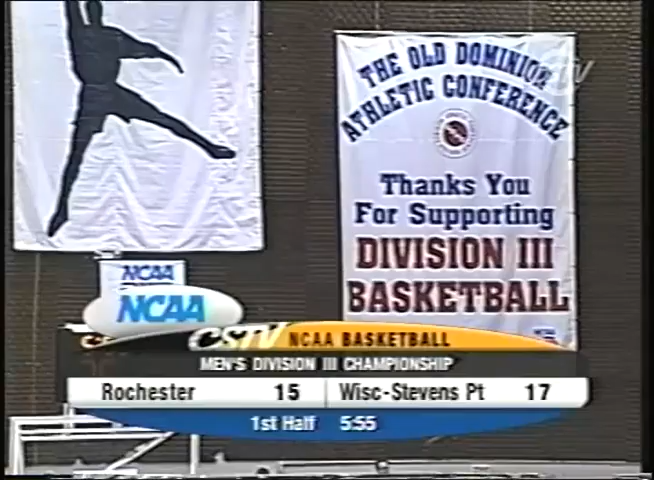 THE OLD DOMINION
ATHLETIC CONFERENCE
Thanks You
For Supporting
DIVISION III
BASKETBALL
NCAA
NCAA
CSTV NCAA BASKETBALL
MEN'S DIVISION III CHAMPIONSHIP
Rochester 15 Wisc-Stevens Pt 17
1st Half 5:55